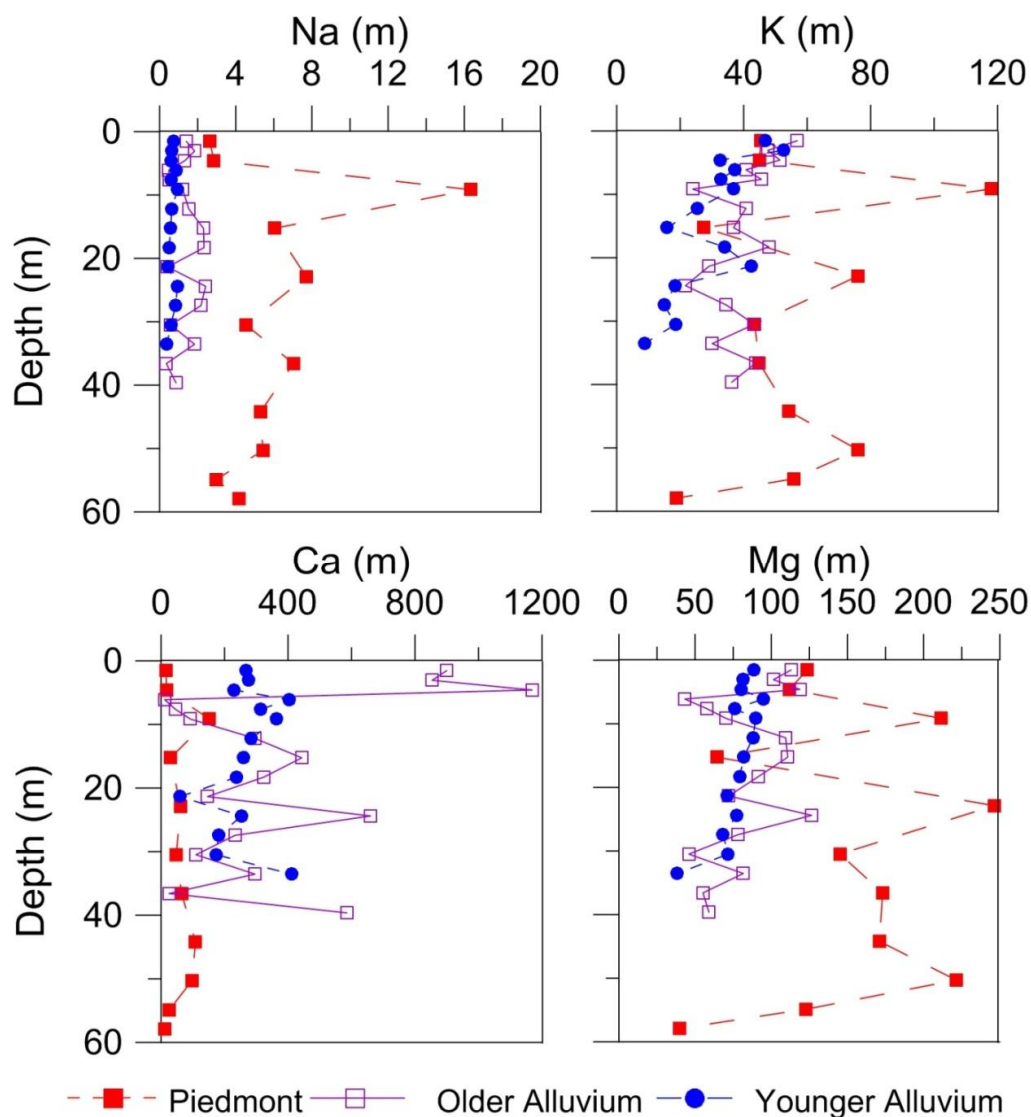 Na (m)
K (m)
0 4 8 12 16 20
0 40 80 120
0
20
40
60
Depth (m)
Ca (m)
Mg (m)
0 400 800 1200
0 50 100 150 200 250
0
20
40
60
Depth (m)
Piedmont Older Alluvium Younger Alluvium